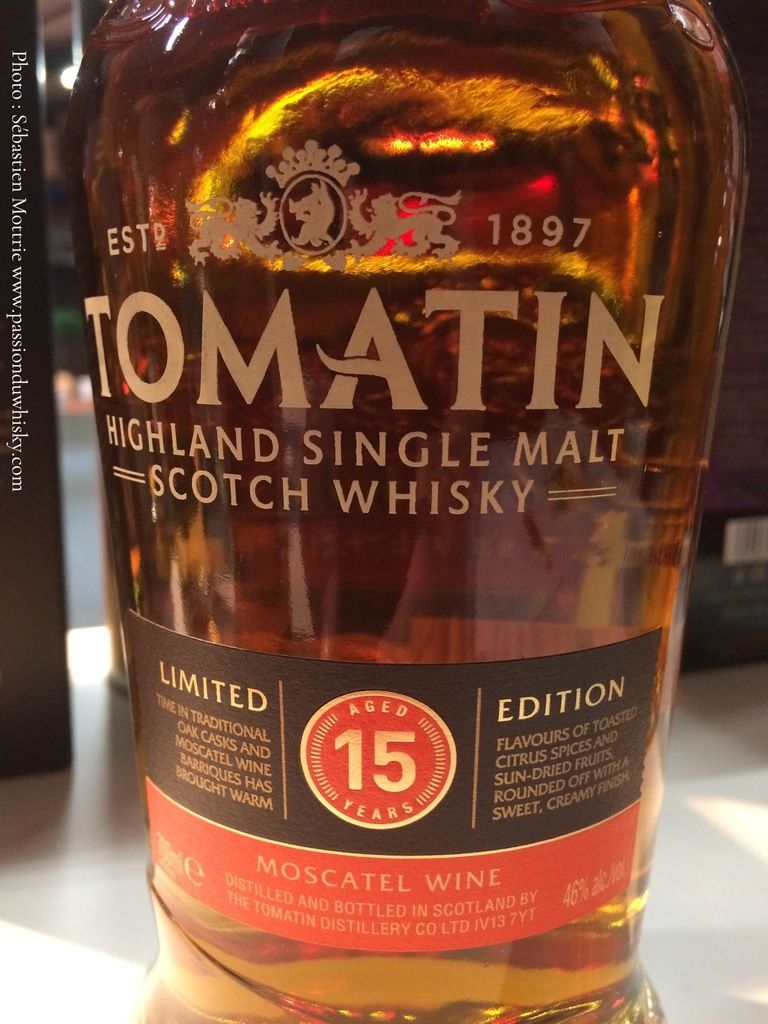 Photo : Sébastien Mottrie www.passionduwhisky.com
ESTD 1897
TOMATIN
HIGHLAND SINGLE MALT
SCOTCH WHISKY
LIMITED
TIME IN TRADITIONAL
OAK CASKS AND
MOSCATEL WINE
BARRIQUES HAS
BROUGHT WARM
AGED
15
YEARS
EDITION
FLAVOURS OF TOASTED
CITRUS SPICES AND
SUN-DRIED FRUITS,
ROUNDED OFF WITH A
SWEET, CREAMY FINISH.
700ml e
MOSCATEL WINE
DISTILLED AND BOTTLED IN SCOTLAND BY
THE TOMATIN DISTILLERY CO LTD IV13 7YT
46% alc./vol.